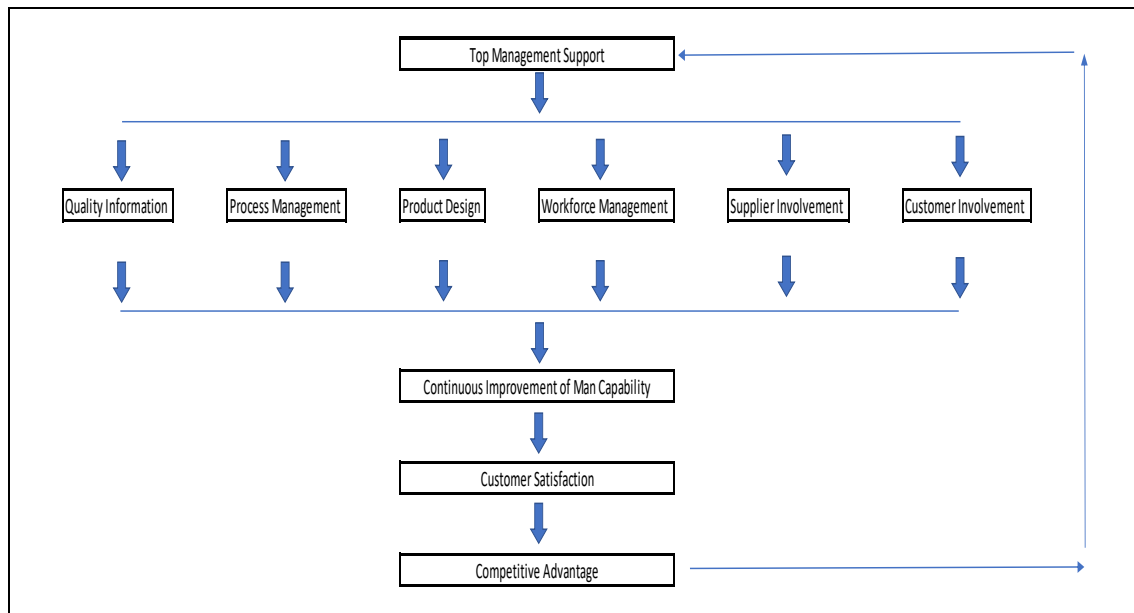 Top Management Support
Quality Information
Process Management
Product Design
Workforce Management
Supplier Involvement
Customer Involvement
Continuous Improvement of Man Capability
Customer Satisfaction
Competitive Advantage